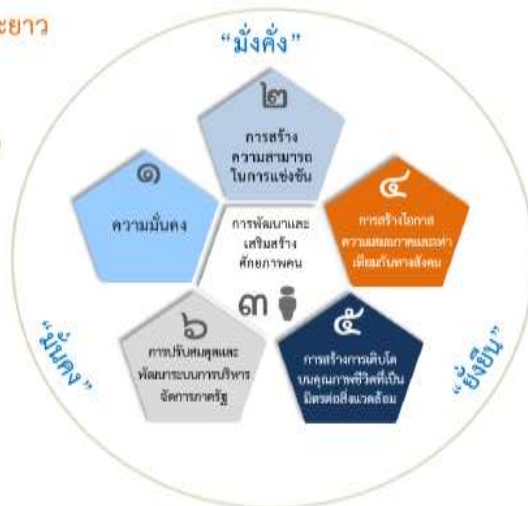 ะยาว
“มั่งคั่ง”
๒
การสร้าง
ความสามารถ
ในการแข่งขัน
๑
ความมั่นคง
๔
การสร้างโอกาส
ความเสมอภาคและเท่า
เทียมกันทางสังคม
การพัฒนาและ
เสริมสร้าง
ศักยภาพคน
๓
๖
การปรับสมดุลและ
พัฒนาระบบการบริหาร
จัดการภาครัฐ
๕
การสร้างการเติบโต
บนคุณภาพชีวิตที่เป็น
มิตรต่อสิ่งแวดล้อม
“มั่นคง”
“ยั่งยืน”